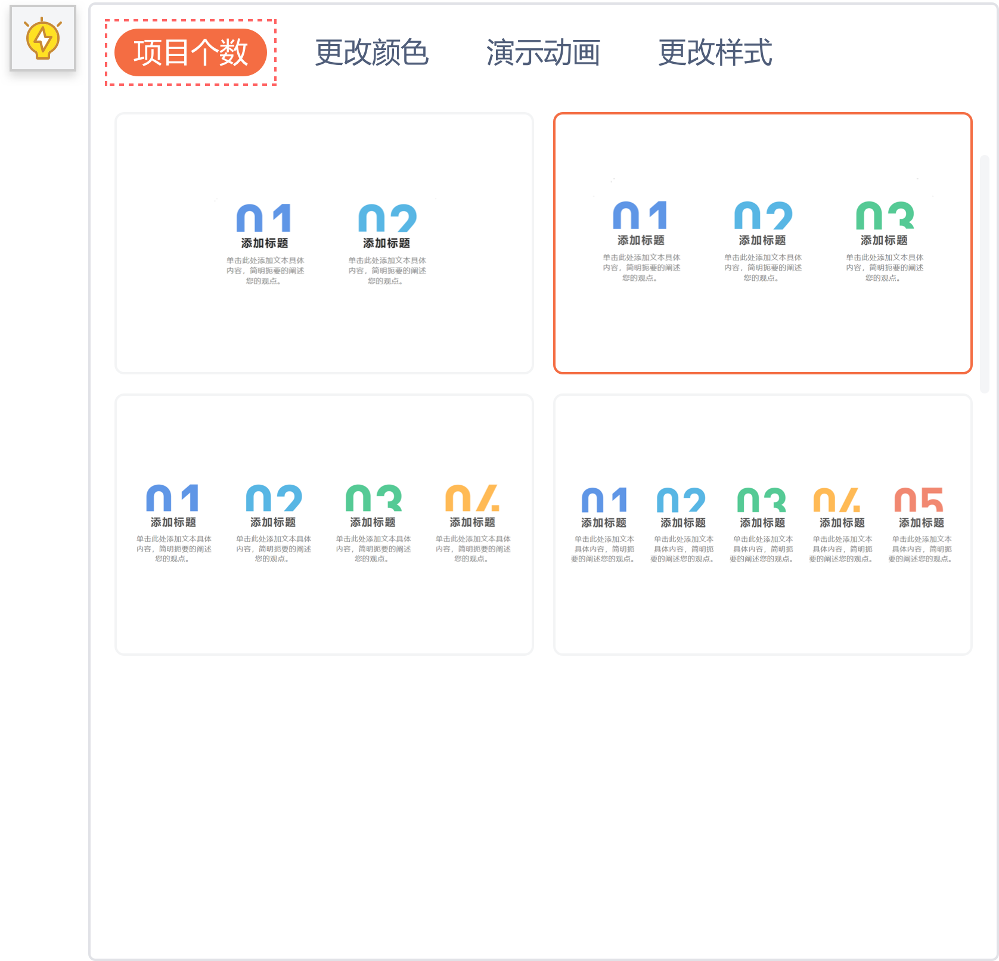 项目个数 更改颜色 演示动画 更改样式
01 02
添加标题 添加标题
单击此处添加文本具体 单击此处添加文本具体
内容，简明扼要的阐述 内容，简明扼要的阐述
您的观点。 您的观点。
01 02 03
添加标题 添加标题 添加标题
单击此处添加文本具体 单击此处添加文本具体 单击此处添加文本具体
内容，简明扼要的阐述 内容，简明扼要的阐述 内容，简明扼要的阐述
您的观点。 您的观点。 您的观点。
01 02 03 04
添加标题 添加标题 添加标题 添加标题
单击此处添加文本具体 单击此处添加文本具体 单击此处添加文本具体 单击此处添加文本具体
内容，简明扼要的阐述 内容，简明扼要的阐述 内容，简明扼要的阐述 内容，简明扼要的阐述
您的观点。 您的观点。 您的观点。 您的观点。
01 02 03 04 05
添加标题 添加标题 添加标题 添加标题 添加标题
单击此处添加文本 单击此处添加文本 单击此处添加文本 单击此处添加文本 单击此处添加文本
具体内容，简明扼 具体内容，简明扼 具体内容，简明扼 具体内容，简明扼 具体内容，简明扼
要的阐述您的观点。 要的阐述您的观点。 要的阐述您的观点。 要的阐述您的观点。 要的阐述您的观点。